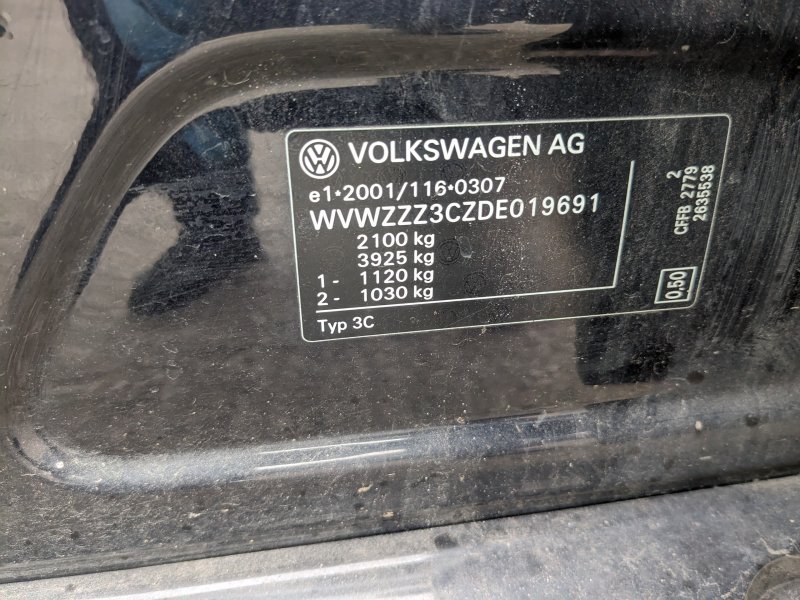 VOLKSWAGEN AG
e1•2001/116•0307
WVWZZZ3CZDE019691
2100 kg
3925 kg
1 - 1120 kg
2 - 1030 kg
Typ 3C
2
CFFB 2779
2635538
0,50